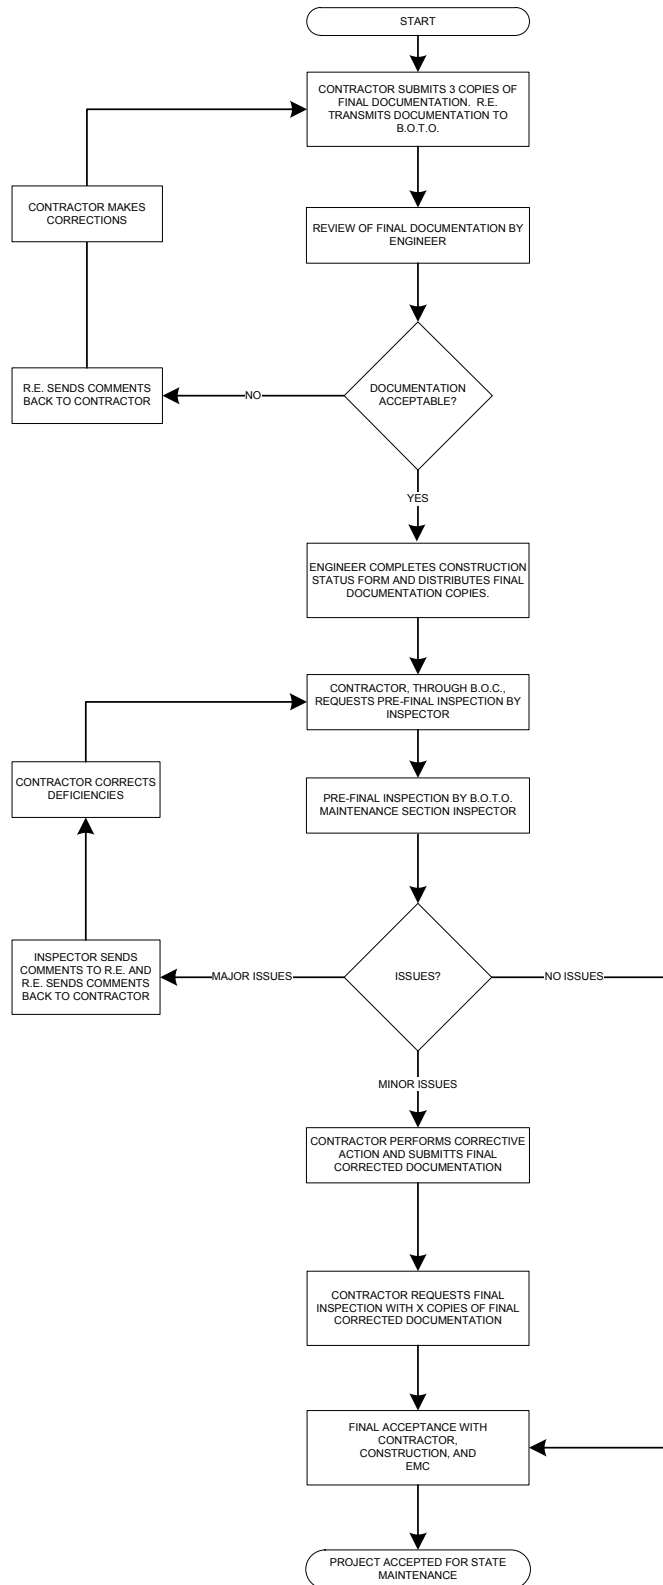 START
CONTRACTOR SUBMITS 3 COPIES OF
FINAL DOCUMENTATION. R.E.
TRANSMITS DOCUMENTATION TO
B.O.T.O.
CONTRACTOR MAKES
CORRECTIONS
REVIEW OF FINAL DOCUMENTATION BY
ENGINEER
R.E. SENDS COMMENTS
BACK TO CONTRACTOR
NO
DOCUMENTATION
ACCEPTABLE?
YES
ENGINEER COMPLETES CONSTRUCTION
STATUS FORM AND DISTRIBUTES FINAL
DOCUMENTATION COPIES.
CONTRACTOR, THROUGH B.O.C.,
REQUESTS PRE-FINAL INSPECTION BY
INSPECTOR
CONTRACTOR CORRECTS
DEFICIENCIES
PRE-FINAL INSPECTION BY B.O.T.O.
MAINTENANCE SECTION INSPECTOR
INSPECTOR SENDS
COMMENTS TO R.E. AND
R.E. SENDS COMMENTS
BACK TO CONTRACTOR
MAJOR ISSUES
ISSUES?
NO ISSUES
MINOR ISSUES
CONTRACTOR PERFORMS CORRECTIVE
ACTION AND SUBMITTS FINAL
CORRECTED DOCUMENTATION
CONTRACTOR REQUESTS FINAL
INSPECTION WITH X COPIES OF FINAL
CORRECTED DOCUMENTATION
FINAL ACCEPTANCE WITH
CONTRACTOR,
CONSTRUCTION, AND
EMC
PROJECT ACCEPTED FOR STATE
MAINTENANCE